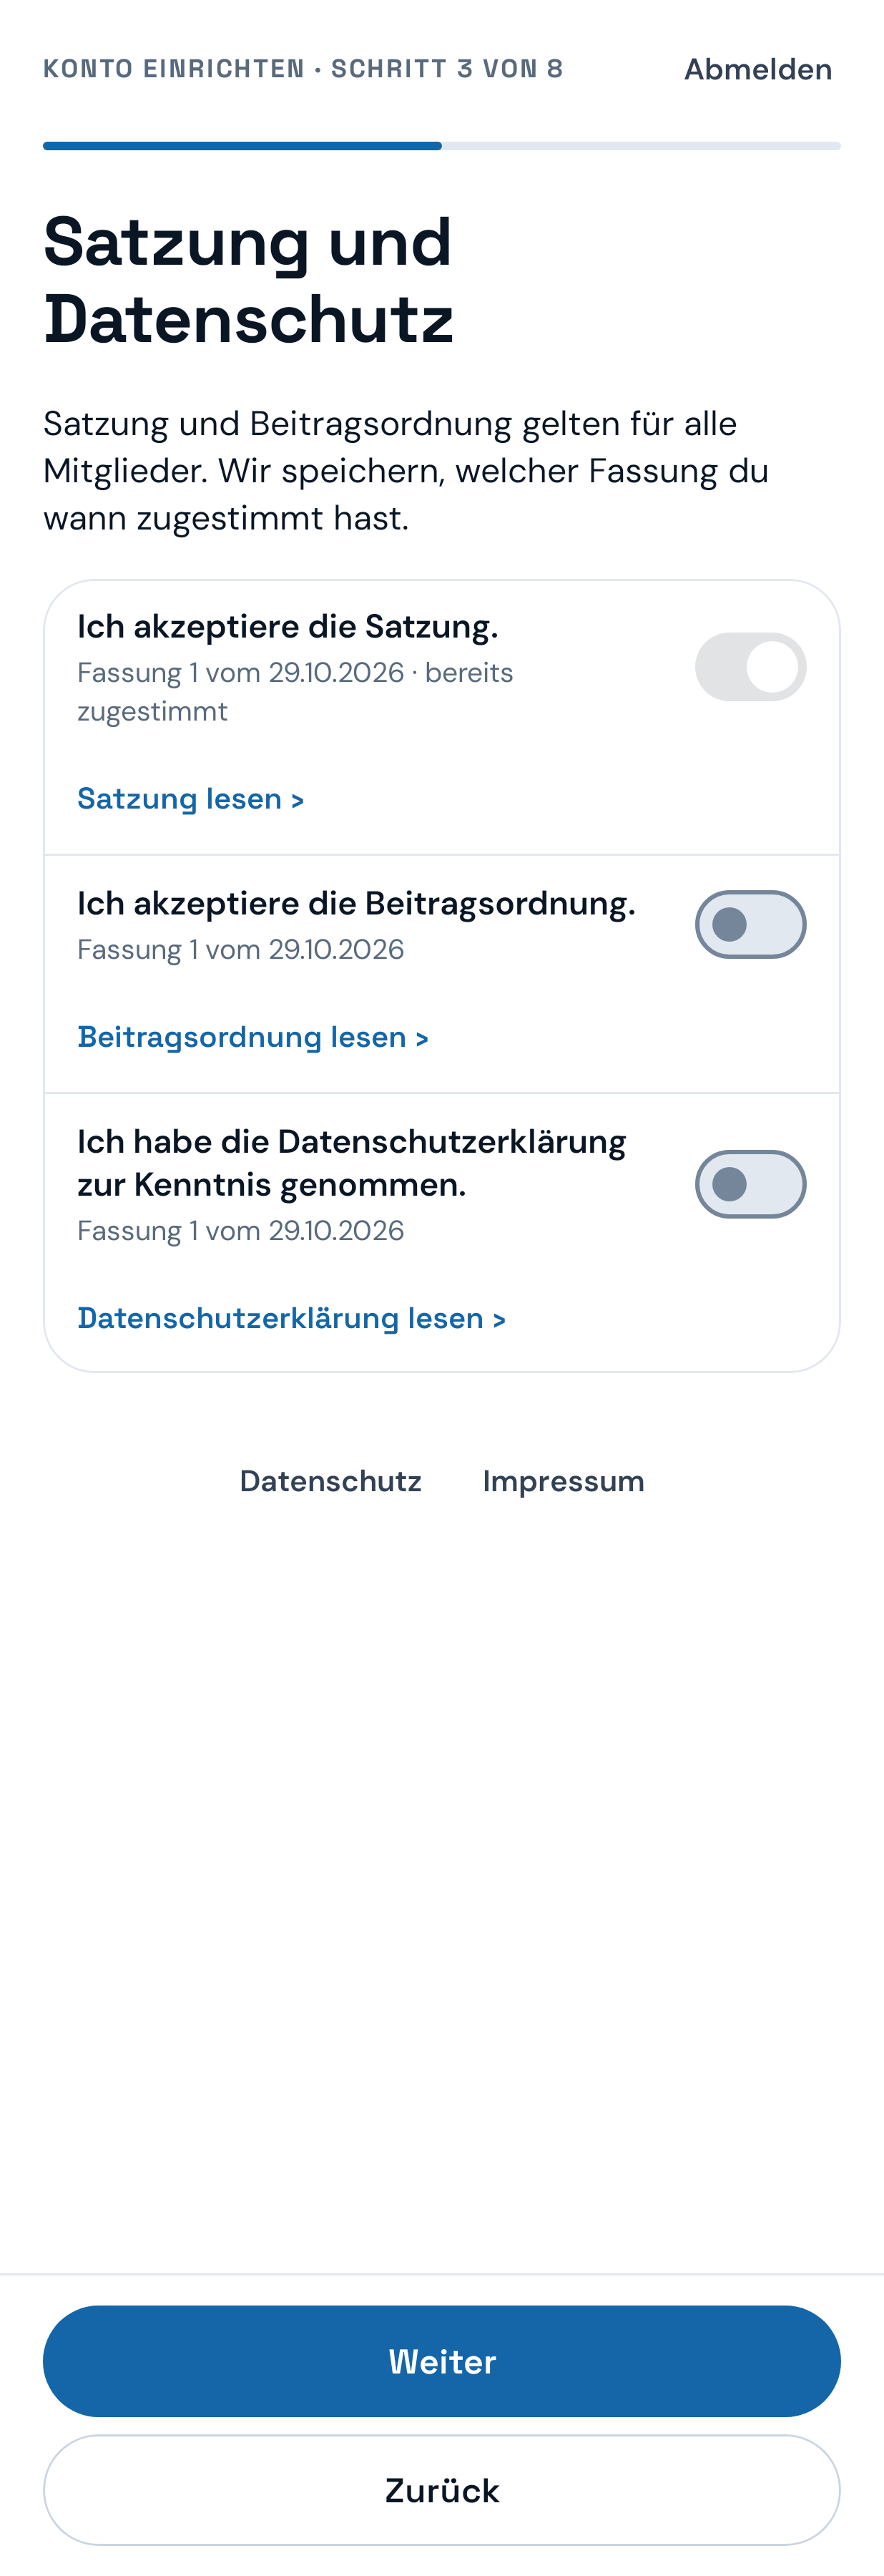 KONTO EINRICHTEN · SCHRITT 3 VON 8
Abmelden
Satzung und
Datenschutz
Satzung und Beitragsordnung gelten für alle
Mitglieder. Wir speichern, welcher Fassung du
wann zugestimmt hast.
Ich akzeptiere die Satzung.
Fassung 1 vom 29.10.2026 · bereits
zugestimmt
Satzung lesen >
Ich akzeptiere die Beitragsordnung.
Fassung 1 vom 29.10.2026
Beitragsordnung lesen >
Ich habe die Datenschutzerklärung
zur Kenntnis genommen.
Fassung 1 vom 29.10.2026
Datenschutzerklärung lesen >
Datenschutz Impressum
Weiter
Zurück